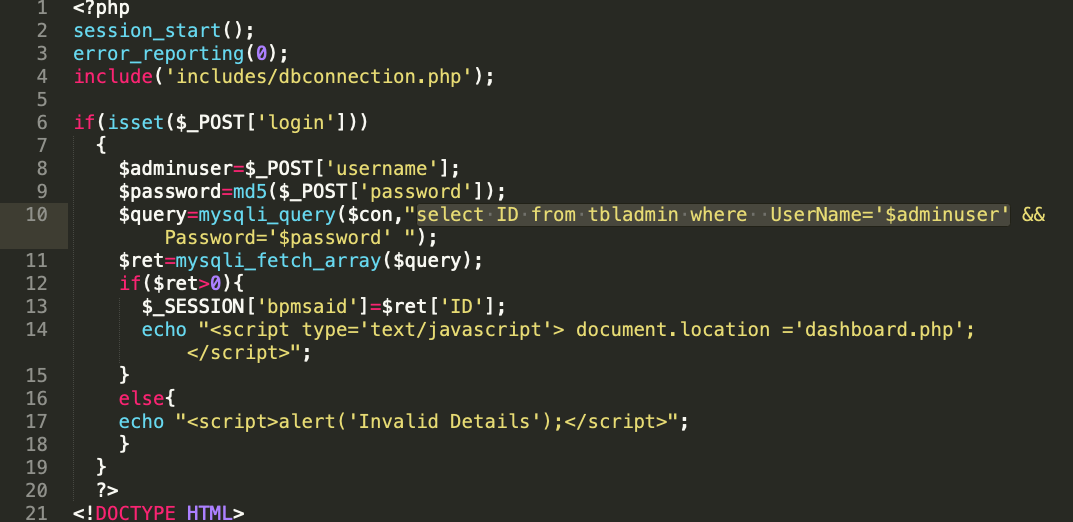 1 <?php
2 session_start();
3 error_reporting(0);
4 include('includes/dbconnection.php');
5
6 if(isset($_POST['login']))
7 {
8 $adminuser=$_POST['username'];
9 $password=md5($_POST['password']);
10 $query=mysqli_query($con,"select ID from tbladmin where  UserName='$adminuser' &&
Password='$password' ");
11 $ret=mysqli_fetch_array($query);
12 if($ret>0){
13 $_SESSION['bpmsaid']=$ret['ID'];
14 echo "<script type='text/javascript'> document.location ='dashboard.php';
</script>";
15 }
16 else{
17 echo "<script>alert('Invalid Details');</script>";
18 }
19 }
20 ?>
21 <!DOCTYPE HTML>